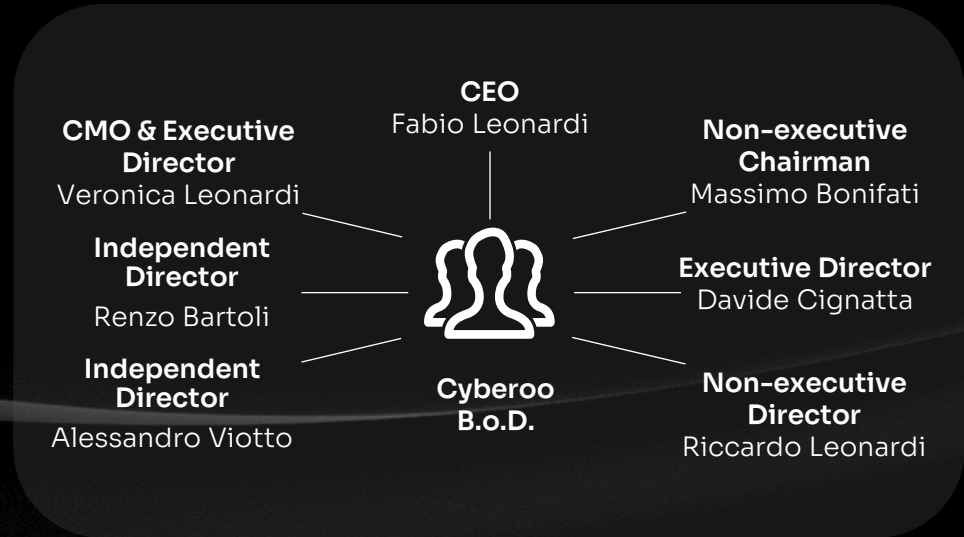 CEO
Fabio Leonardi
CMO & Executive
Director
Veronica Leonardi
Non-executive
Chairman
Massimo Bonifati
Independent
Director
Renzo Bartoli
Executive Director
Davide Cignatta
Independent
Director
Alessandro Viotto
Cyberoo
B.o.D.
Non-executive
Director
Riccardo Leonardi